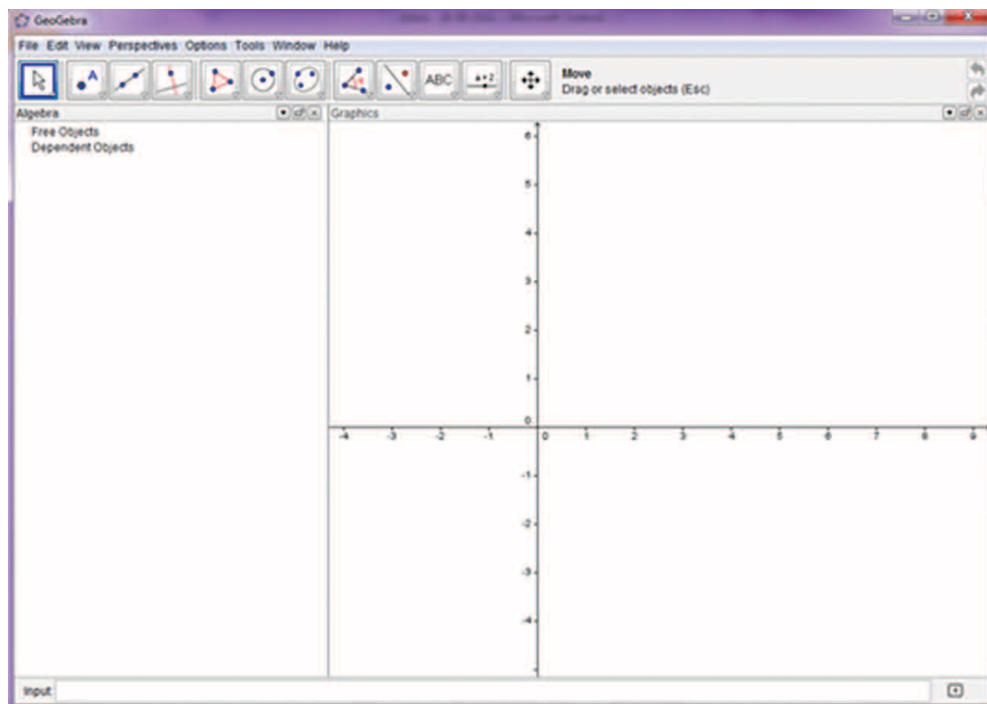 GeoGebra
File Edit View Perspectives Options Tools Window Help
A
ABC
a=2
Move
Drag or select objects (Esc)
Algebra
Graphics
Free Objects
Dependent Objects
6
5
4
3
2
1
0
-4 -3 -2 -1 0 1 2 3 4 5 6 7 8 9
-1
-2
-3
-4
Input